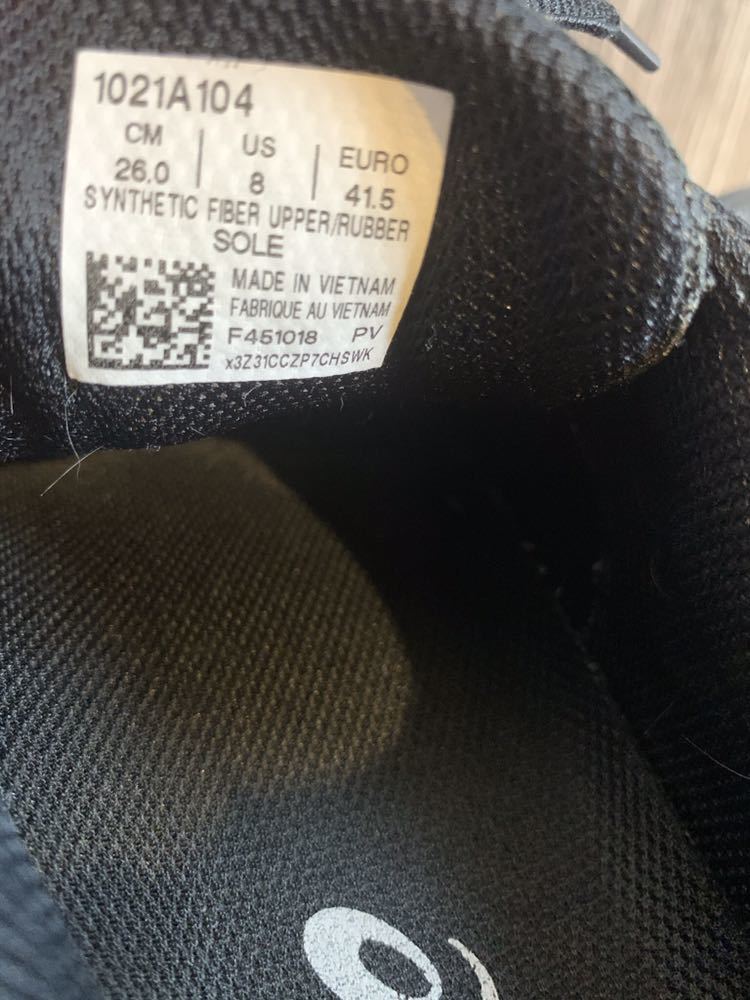 1021A104
CM | US | EURO
26.0 | 8 | 41.5
SYNTHETIC FIBER UPPER/RUBBER
SOLE
MADE IN VIETNAM
FABRIQUE AU VIETNAM
F451018 PV
x3Z31CCZP7CHSWK